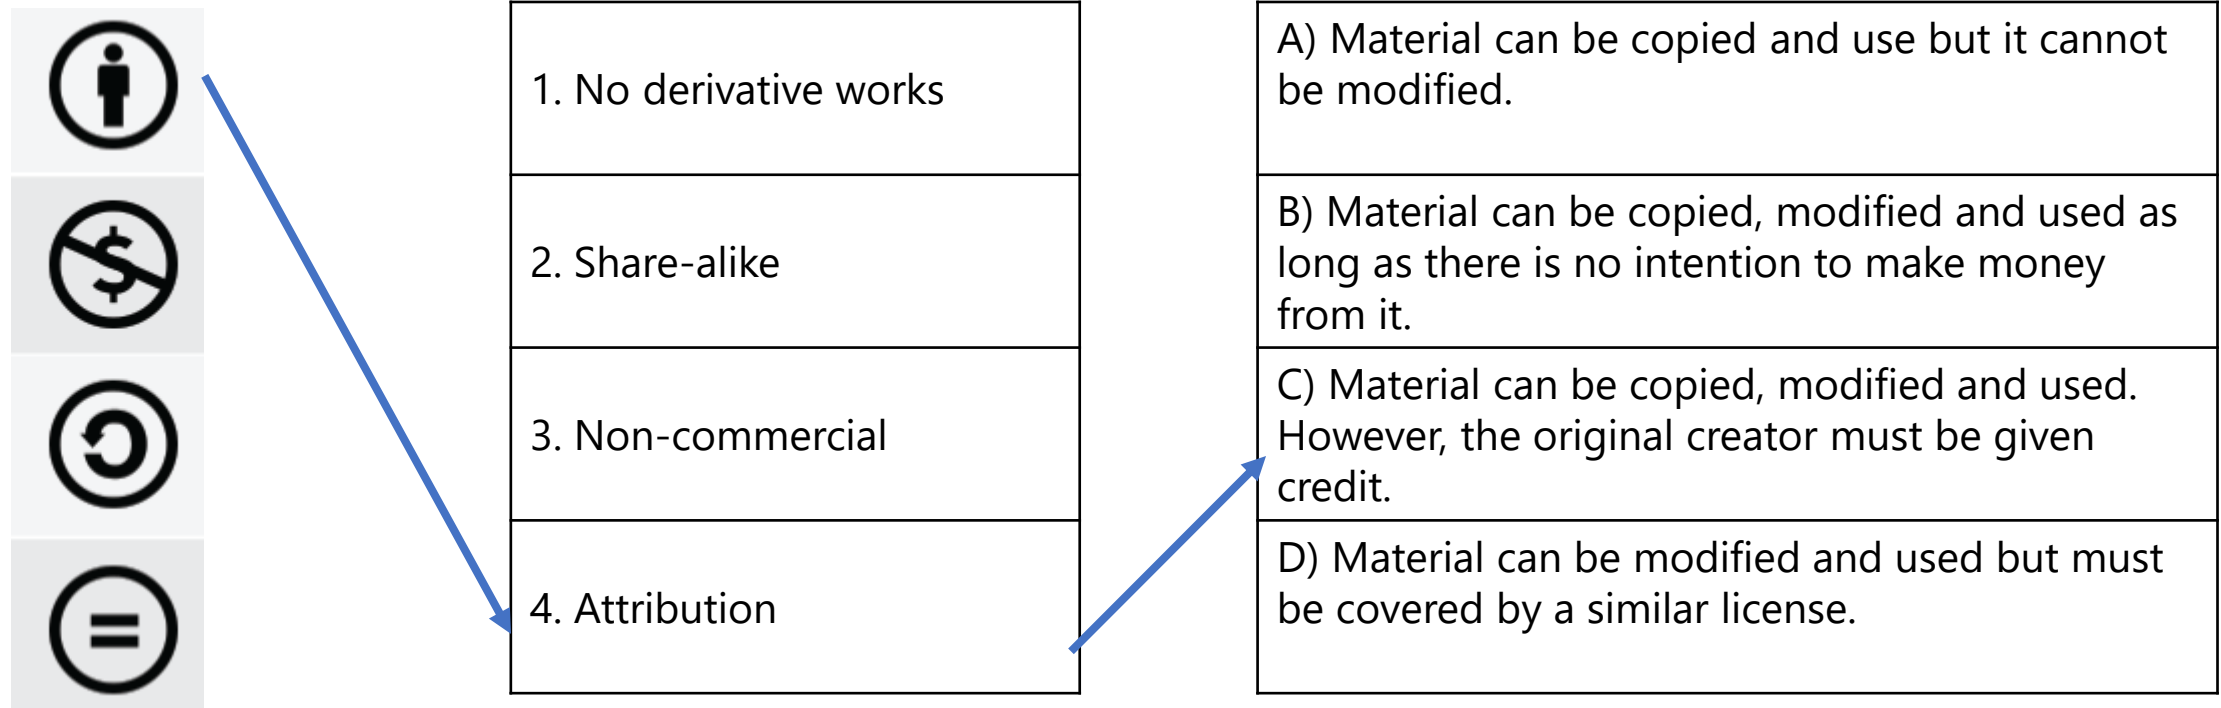 1. No derivative works
2. Share-alike
3. Non-commercial
4. Attribution
A) Material can be copied and use but it cannot
be modified.
B) Material can be copied, modified and used as
long as there is no intention to make money
from it.
C) Material can be copied, modified and used.
However, the original creator must be given
credit.
D) Material can be modified and used but must
be covered by a similar license.